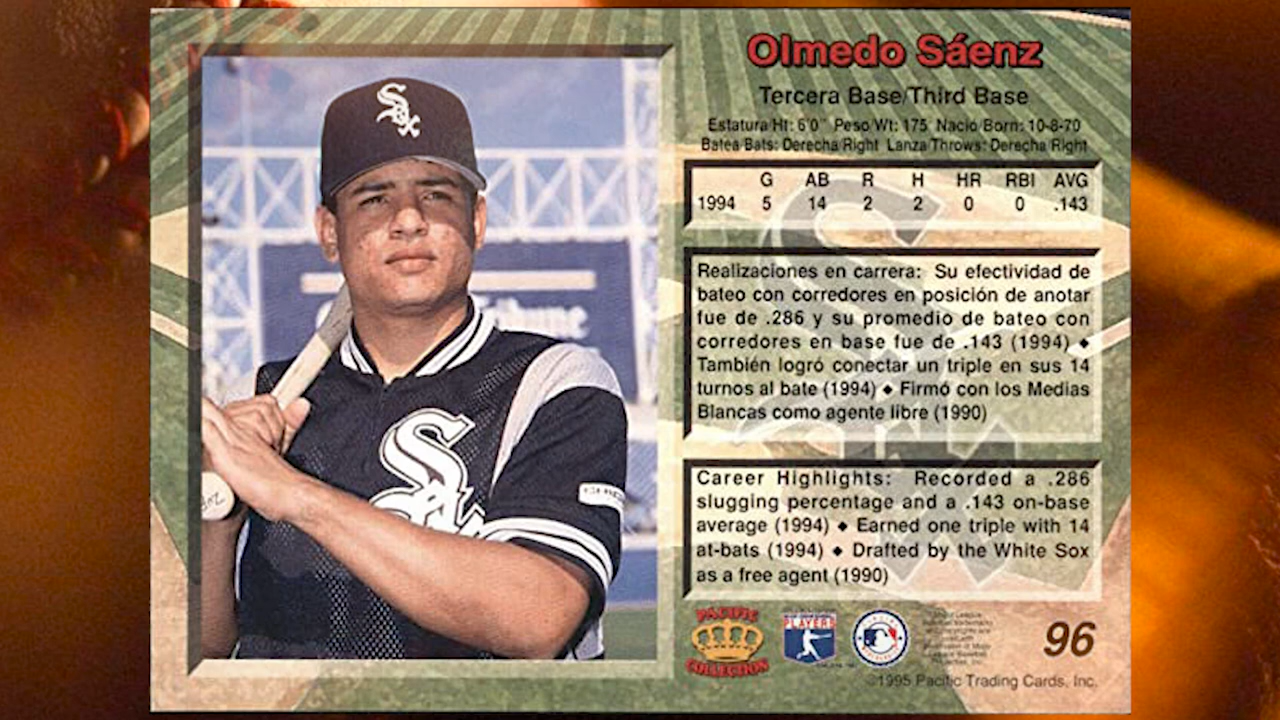 Olmedo Sáenz
Tercera Base/Third Base
Estatura/Ht: 6'0" Peso/Wt: 175 Nació/Born: 10-8-70
Batea/Bats: Derecha/Right Lanza/Throws: Derecha/Right
G AB R H HR RBI AVG
1994 5 14 2 2 0 0 .143
Realizaciones en carrera: Su efectividad de
bateo con corredores en posición de anotar
fue de .286 y su promedio de bateo con
corredores en base fue de .143 (1994) ◆
También logró conectar un triple en sus 14
turnos al bate (1994) ◆ Firmó con los Medias
Blancas como agente libre (1990)
Career Highlights: Recorded a .286
slugging percentage and a .143 on-base
average (1994) ◆ Earned one triple with 14
at-bats (1994) ◆ Drafted by the White Sox
as a free agent (1990)
PACIFIC
COLLECTION
PLAYERS
96
©1995 Pacific Trading Cards, Inc.
Sox
Tribune
Sox